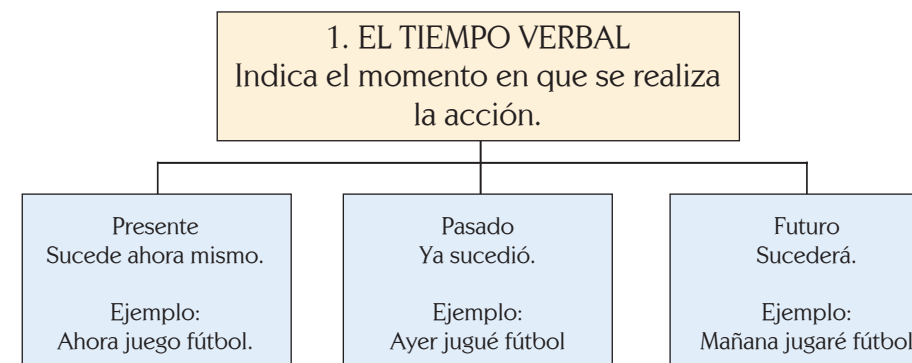 1. EL TIEMPO VERBAL
Indica el momento en que se realiza
la acción.
Presente
Sucede ahora mismo.
Ejemplo:
Ahora juego fútbol.
Pasado
Ya sucedió.
Ejemplo:
Ayer jugué fútbol
Futuro
Sucederá.
Ejemplo:
Mañana jugaré fútbol